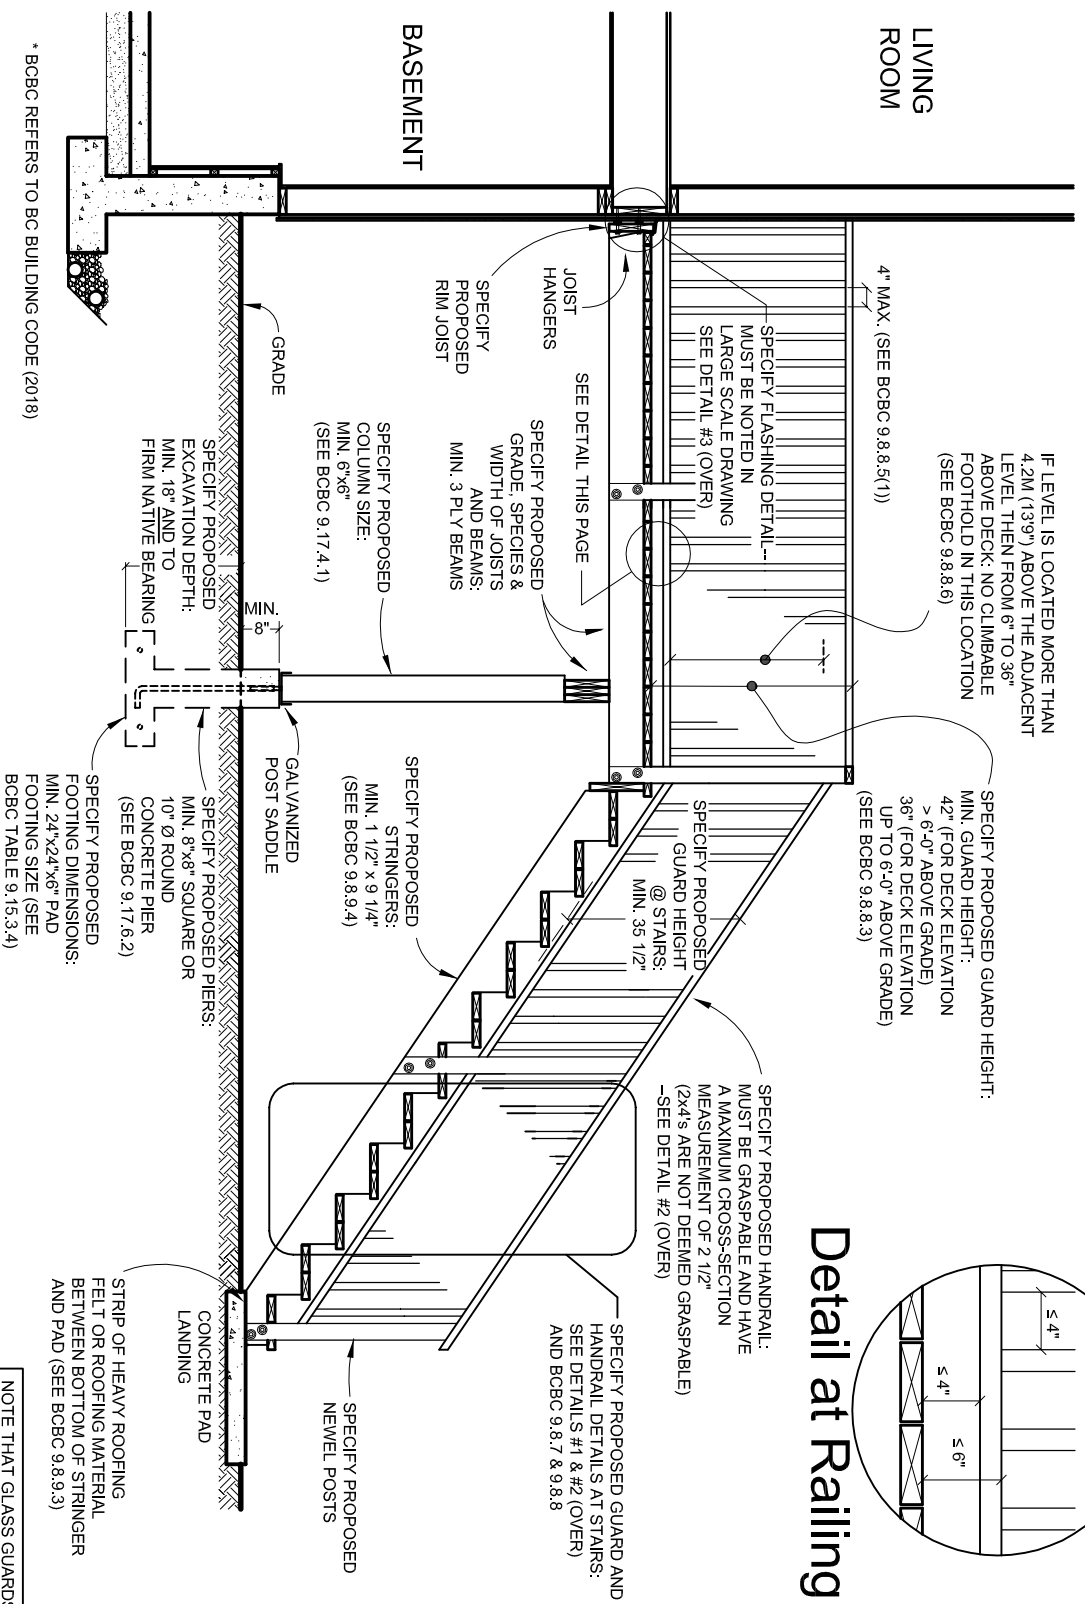 LIVING
ROOM
BASEMENT
* BCBC REFERS TO BC BUILDING CODE (2018)
4" MAX. (SEE BCBC 9.8.8.5(1))
IF LEVEL IS LOCATED MORE THAN
4.2M (13'9") ABOVE THE ADJACENT
LEVEL THEN FROM 6" TO 36"
ABOVE DECK: NO CLIMBABLE
FOOTHOLD IN THIS LOCATION
(SEE BCBC 9.8.8.6)
SPECIFY PROPOSED GUARD HEIGHT:
MIN. GUARD HEIGHT:
42" (FOR DECK ELEVATION
> 6'-0" ABOVE GRADE)
36" (FOR DECK ELEVATION
UP TO 6'-0" ABOVE GRADE)
(SEE BCBC 9.8.8.3)
SPECIFY FLASHING DETAIL--
MUST BE NOTED IN
LARGE SCALE DRAWING
SEE DETAIL #3 (OVER)
JOIST
HANGERS
SPECIFY
PROPOSED
RIM JOIST
SEE DETAIL THIS PAGE
SPECIFY PROPOSED
GRADE, SPECIES &
WIDTH OF JOISTS
AND BEAMS:
MIN. 3 PLY BEAMS
SPECIFY PROPOSED
COLUMN SIZE:
MIN. 6"x6"
(SEE BCBC 9.17.4.1)
GRADE
SPECIFY PROPOSED
EXCAVATION DEPTH:
MIN. 18" AND TO
FIRM NATIVE BEARING
MIN.
8"
GALVANIZED
POST SADDLE
SPECIFY PROPOSED PIERS:
MIN. 8"x8" SQUARE OR
10" Ø ROUND
CONCRETE PIER
(SEE BCBC 9.17.6.2)
SPECIFY PROPOSED
FOOTING DIMENSIONS:
MIN. 24"x24"x6" PAD
FOOTING SIZE (SEE
BCBC TABLE 9.15.3.4)
SPECIFY PROPOSED
STRINGERS:
MIN. 1 1/2" x 9 1/4"
(SEE BCBC 9.8.9.4)
SPECIFY PROPOSED
GUARD HEIGHT
@ STAIRS:
MIN. 35 1/2"
SPECIFY PROPOSED HANDRAIL:
MUST BE GRASPABLE AND HAVE
A MAXIMUM CROSS-SECTION
MEASUREMENT OF 2 1/2"
(2x4's ARE NOT DEEMED GRASPABLE)
--SEE DETAIL #2 (OVER)
SPECIFY PROPOSED GUARD AND
HANDRAIL DETAILS AT STAIRS:
SEE DETAILS #1 & #2 (OVER)
AND BCBC 9.8.7 & 9.8.8
SPECIFY PROPOSED
NEWEL POSTS
CONCRETE PAD
LANDING
STRIP OF HEAVY ROOFING
FELT OR ROOFING MATERIAL
BETWEEN BOTTOM OF STRINGER
AND PAD (SEE BCBC 9.8.9.3)
≤ 4"
≤ 4"
≤ 6"
Detail at Railing
NOTE THAT GLASS GUARDS